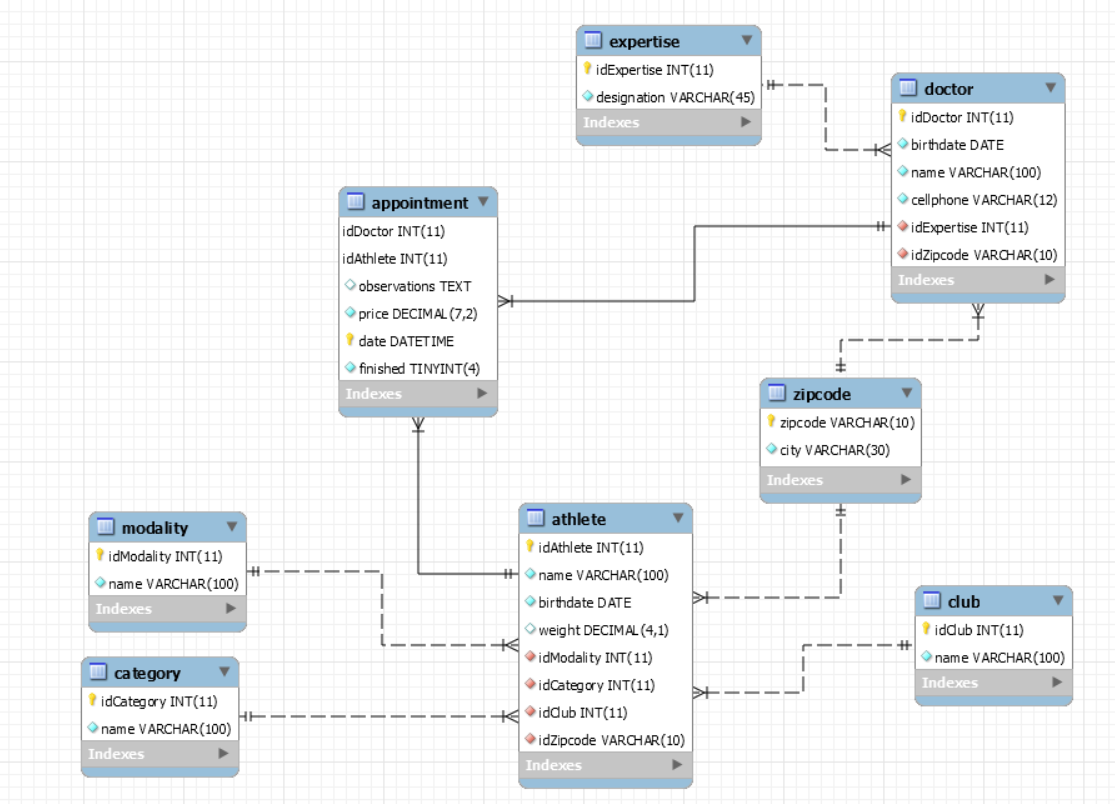 expertise
idExpertise INT(11)
designation VARCHAR(45)
Indexes
doctor
idDoctor INT(11)
birthdate DATE
name VARCHAR(100)
cellphone VARCHAR(12)
idExpertise INT(11)
idZipcode VARCHAR(10)
Indexes
appointment
idDoctor INT(11)
idAthlete INT(11)
observations TEXT
price DECIMAL(7,2)
date DATETIME
finished TINYINT(4)
Indexes
zipcode
zipcode VARCHAR(10)
city VARCHAR(30)
Indexes
modality
idModality INT(11)
name VARCHAR(100)
Indexes
athlete
idAthlete INT(11)
name VARCHAR(100)
birthdate DATE
weight DECIMAL(4,1)
idModality INT(11)
idCategory INT(11)
idClub INT(11)
idZipcode VARCHAR(10)
Indexes
club
idClub INT(11)
name VARCHAR(100)
Indexes
category
idCategory INT(11)
name VARCHAR(100)
Indexes